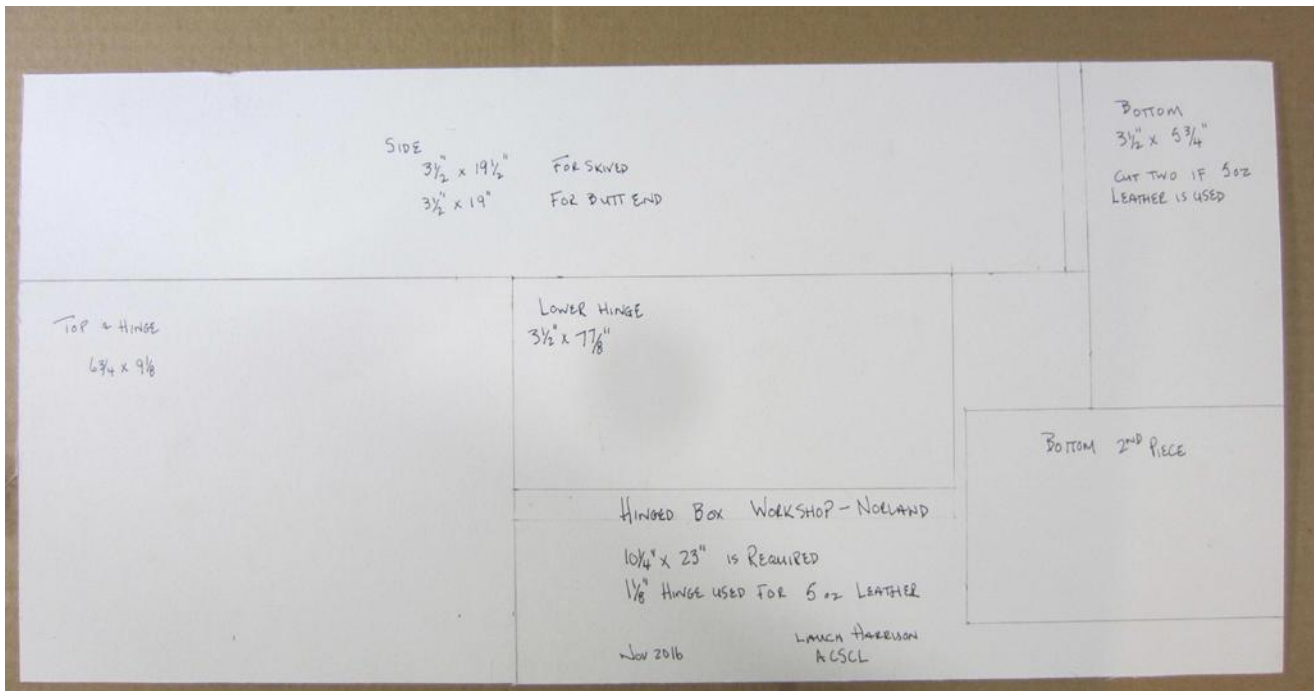 SIDE
3½" x 19½" FOR SKIVED
3½" x 19" FOR BUTT END
BOTTOM
3½" x 5¾"
CUT TWO IF 5oz
LEATHER IS USED
TOP & HINGE
6¾ x 9⅛
LOWER HINGE
3½" x 7⅞"
BOTTOM 2ND PIECE
HINGED BOX WORKSHOP - NORLAND
10¼" x 23" IS REQUIRED
1⅛" HINGE USED FOR 5 oz LEATHER
NOV 2016
HARRISON
ACSCL